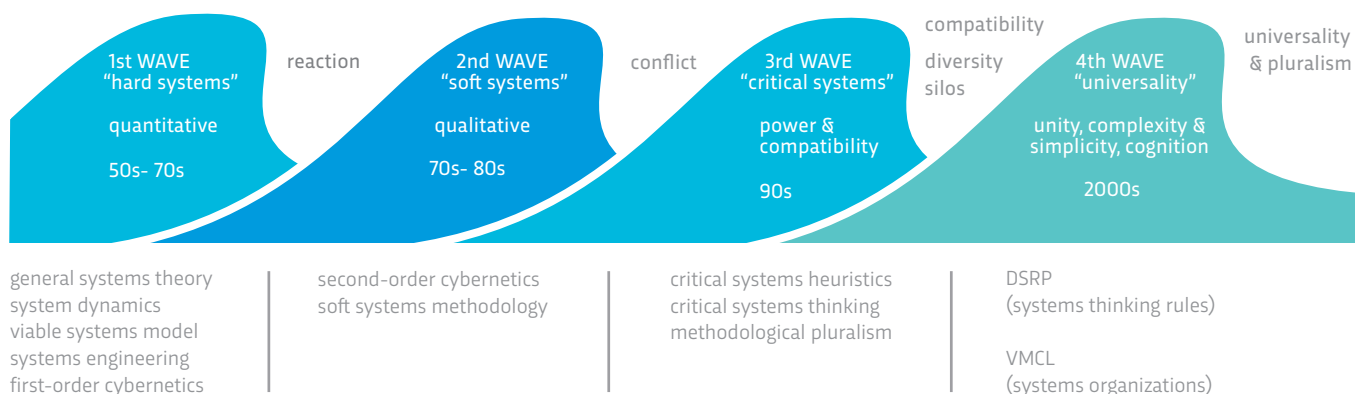 1st WAVE
“hard systems”
quantitative
50s- 70s
reaction
2nd WAVE
“soft systems”
qualitative
70s- 80s
conflict
3rd WAVE
“critical systems”
power &
compatibility
90s
compatibility
diversity
silos
4th WAVE
“universality”
unity, complexity &
simplicity, cognition
2000s
universality
& pluralism
general systems theory
system dynamics
viable systems model
systems engineering
first-order cybernetics
second-order cybernetics
soft systems methodology
critical systems heuristics
critical systems thinking
methodological pluralism
DSRP
(systems thinking rules)
VMCL
(systems organizations)